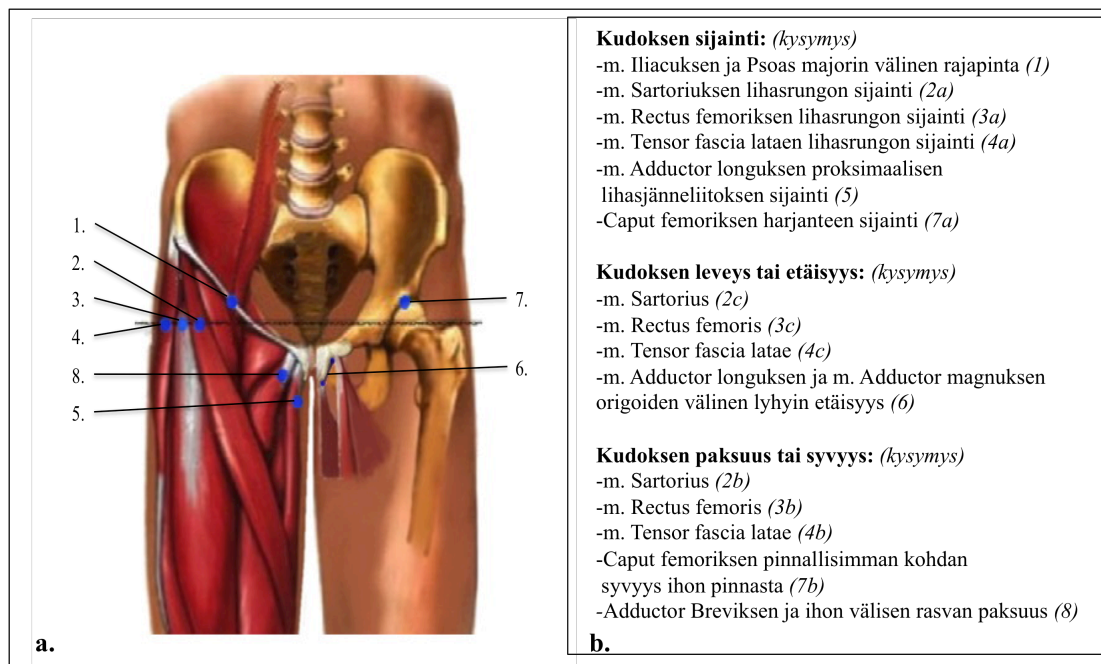 1.
2.
3.
4.
8.
5.
7.
6.
a.
Kudoksen sijainti: (kysymys)
-m. Iliacuksen ja Psoas majorin välinen rajapinta (1)
-m. Sartoriuksen lihasrungon sijainti (2a)
-m. Rectus femoriksen lihasrungon sijainti (3a)
-m. Tensor fascia lataen lihasrungon sijainti (4a)
-m. Adductor longuksen proksimaalisen
lihasjänneliitoksen sijainti (5)
-Caput femoriksen harjanteen sijainti (7a)
Kudoksen leveys tai etäisyys: (kysymys)
-m. Sartorius (2c)
-m. Rectus femoris (3c)
-m. Tensor fascia latae (4c)
-m. Adductor longuksen ja m. Adductor magnuksen
origoiden välinen lyhyin etäisyys (6)
Kudoksen paksuus tai syvyys: (kysymys)
-m. Sartorius (2b)
-m. Rectus femoris (3b)
-m. Tensor fascia latae (4b)
-Caput femoriksen pinnallisimman kohdan
syvyys ihon pinnasta (7b)
-Adductor Breviksen ja ihon välisen rasvan paksuus (8)
b.